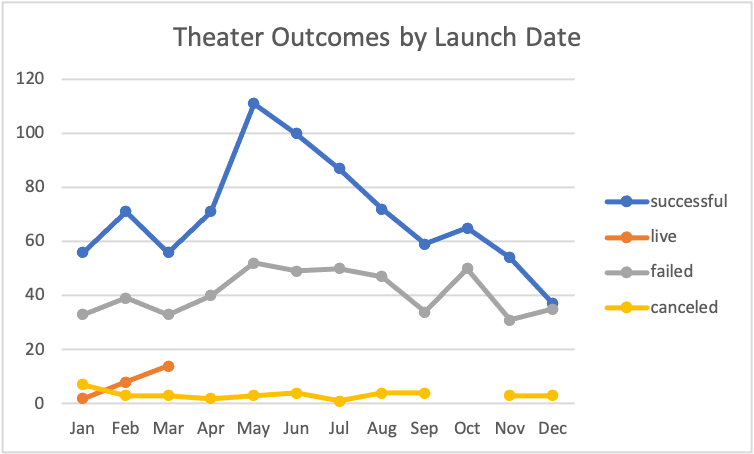 Theater Outcomes by Launch Date
120
100
80
60
40
20
0
Jan Feb Mar Apr May Jun Jul Aug Sep Oct Nov Dec
successful
live
failed
canceled